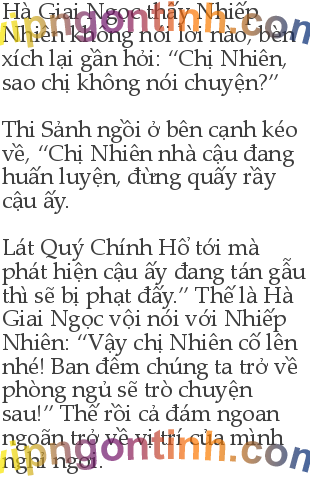 Hà Giai Ngọc thấy Nhiếp
Nhiên không nói lời nào, bèn
xích lại gần hỏi: “Chị Nhiên,
sao chị không nói chuyện?”
Thi Sảnh ngồi ở bên cạnh kéo
về, “Chị Nhiên nhà cậu đang
huấn luyện, đừng quấy rầy
cậu ấy.
Lát Quý Chính Hổ tới mà
phát hiện cậu ấy đang tán gẫu
thì sẽ bị phạt đấy.” Thế là Hà
Giai Ngọc vội nói với Nhiếp
Nhiên: “Vậy chị Nhiên cố lên
nhé! Ban đêm chúng ta trở về
phòng ngủ sẽ trò chuyện
sau!” Thế rồi cả đám ngoan
ngoãn trở về vị trí của mình
nghỉ ngơi.
vipngontinh.com
vipngontinh.com